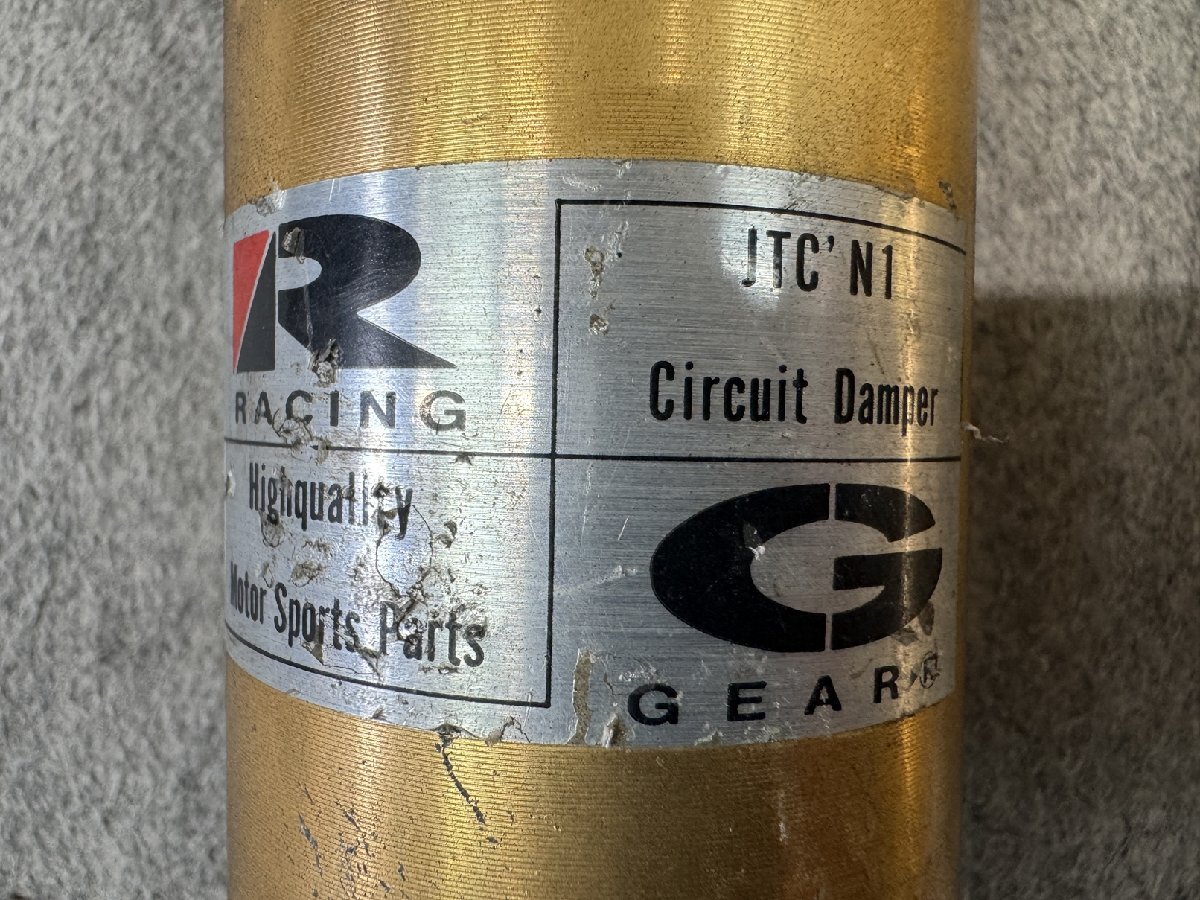 R
RACING
JTC' N1
Circuit Damper
Highquality
Motor Sports Parts
G
GEAR®